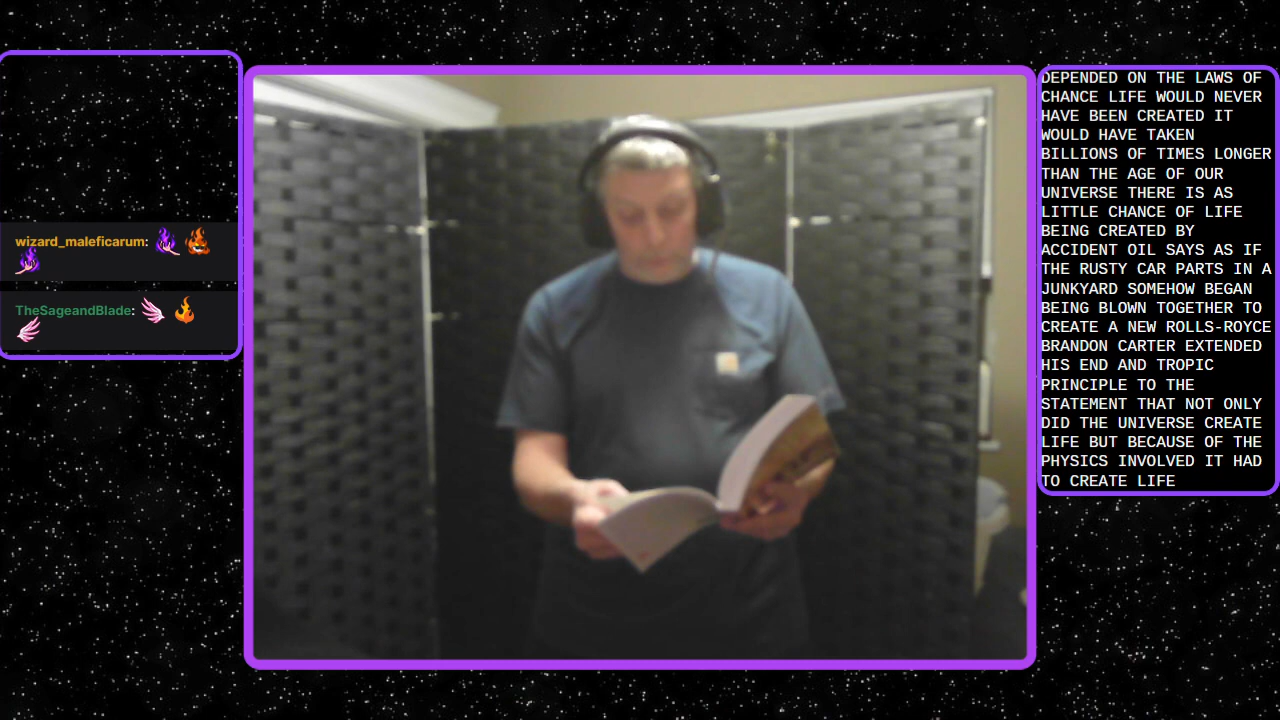 wizard_maleficarum:
TheSageandBlade:
DEPENDED ON THE LAWS OF
CHANCE LIFE WOULD NEVER
HAVE BEEN CREATED IT
WOULD HAVE TAKEN
BILLIONS OF TIMES LONGER
THAN THE AGE OF OUR
UNIVERSE THERE IS AS
LITTLE CHANCE OF LIFE
BEING CREATED BY
ACCIDENT OIL SAYS AS IF
THE RUSTY CAR PARTS IN A
JUNKYARD SOMEHOW BEGAN
BEING BLOWN TOGETHER TO
CREATE A NEW ROLLS-ROYCE
BRANDON CARTER EXTENDED
HIS END AND TROPIC
PRINCIPLE TO THE
STATEMENT THAT NOT ONLY
DID THE UNIVERSE CREATE
LIFE BUT BECAUSE OF THE
PHYSICS INVOLVED IT HAD
TO CREATE LIFE